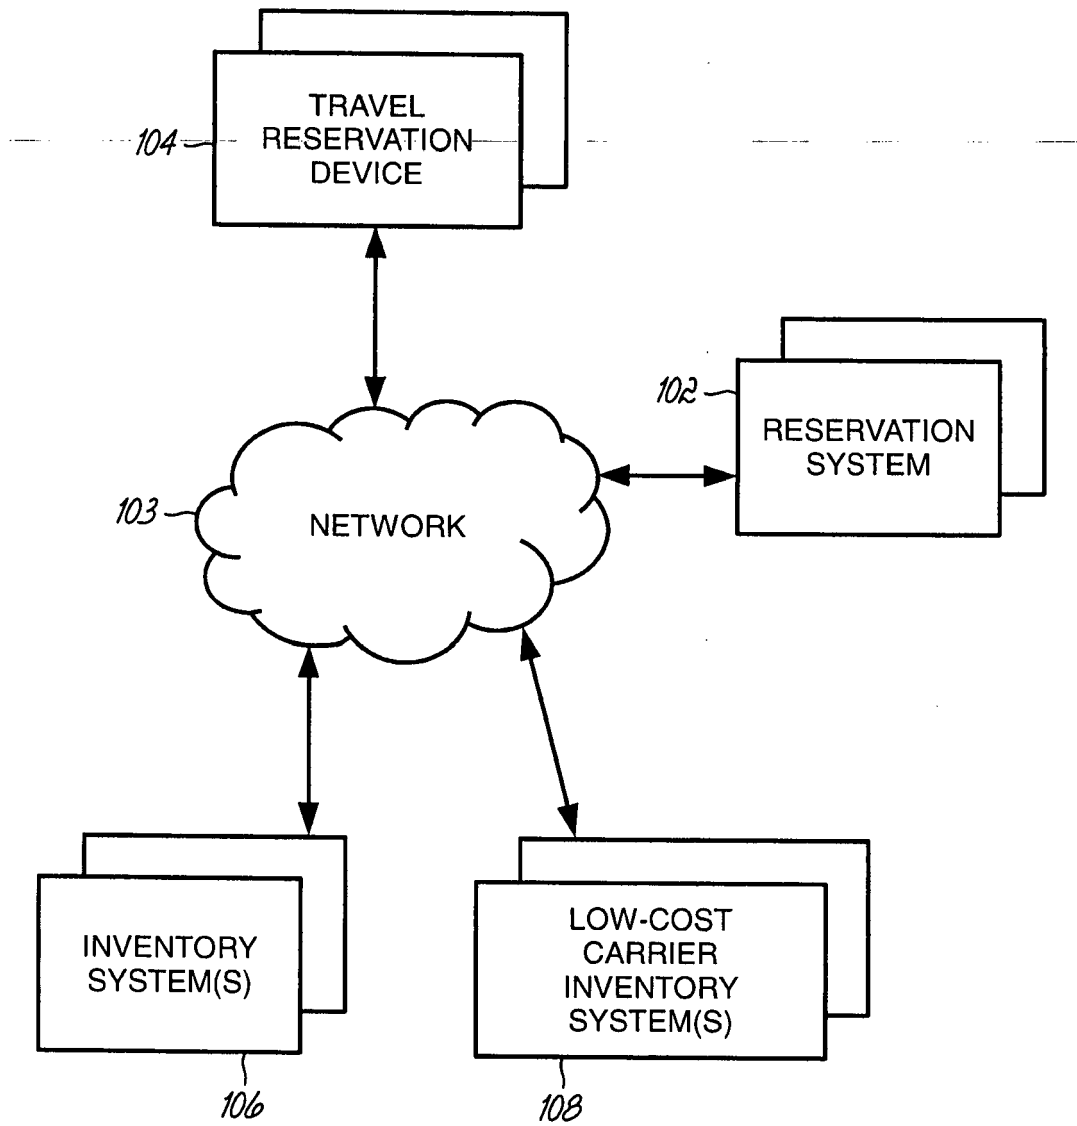 TRAVEL
RESERVATION
DEVICE
104
102
RESERVATION
SYSTEM
103
NETWORK
INVENTORY
SYSTEM(S)
LOW-COST
CARRIER
INVENTORY
SYSTEM(S)
106
108